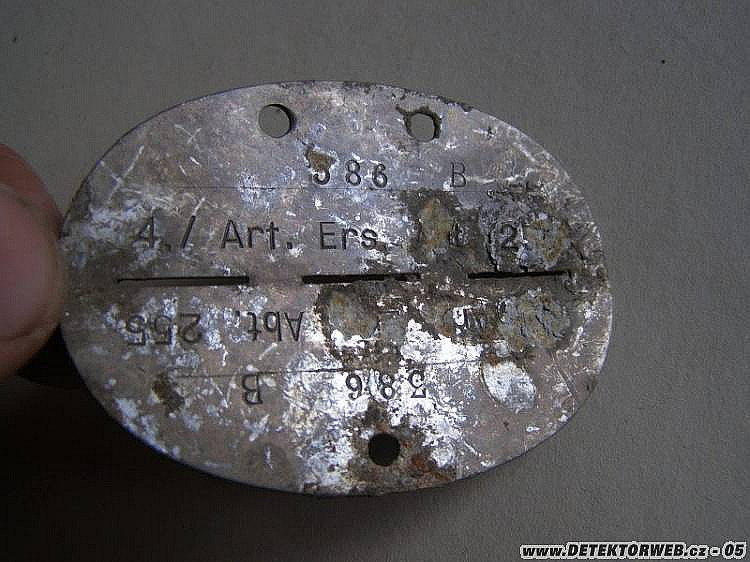 586 B
4./ Art. Ers.
Abt. 255
586 B
www.DETEKTORWEB.cz - 05